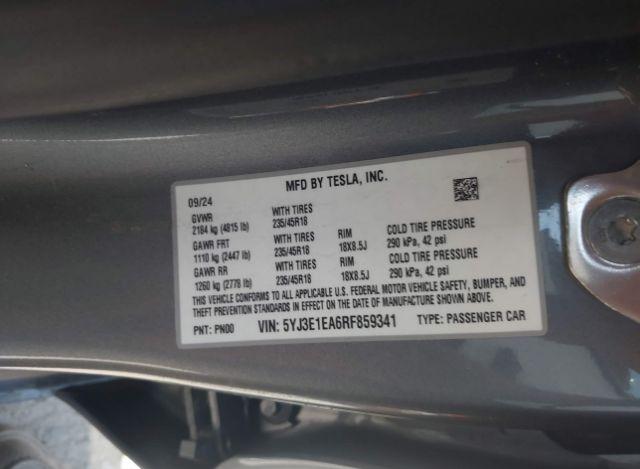 MFD BY TESLA, INC.
09/24
GVWR WITH TIRES
2184 kg (4815 lb) 235/45R18 RIM COLD TIRE PRESSURE
GAWR FRT WITH TIRES 18X8.5J 290 kPa, 42 psi
1110 kg (2447 lb) 235/45R18 RIM COLD TIRE PRESSURE
GAWR RR WITH TIRES 18X8.5J 290 kPa, 42 psi
1260 kg (2778 lb) 235/45R18
THIS VEHICLE CONFORMS TO ALL APPLICABLE U.S. FEDERAL MOTOR VEHICLE SAFETY, BUMPER, AND
THEFT PREVENTION STANDARDS IN EFFECT ON THE DATE OF MANUFACTURE SHOWN ABOVE.
PNT: PN00 VIN: 5YJ3E1EA6RF859341 TYPE: PASSENGER CAR